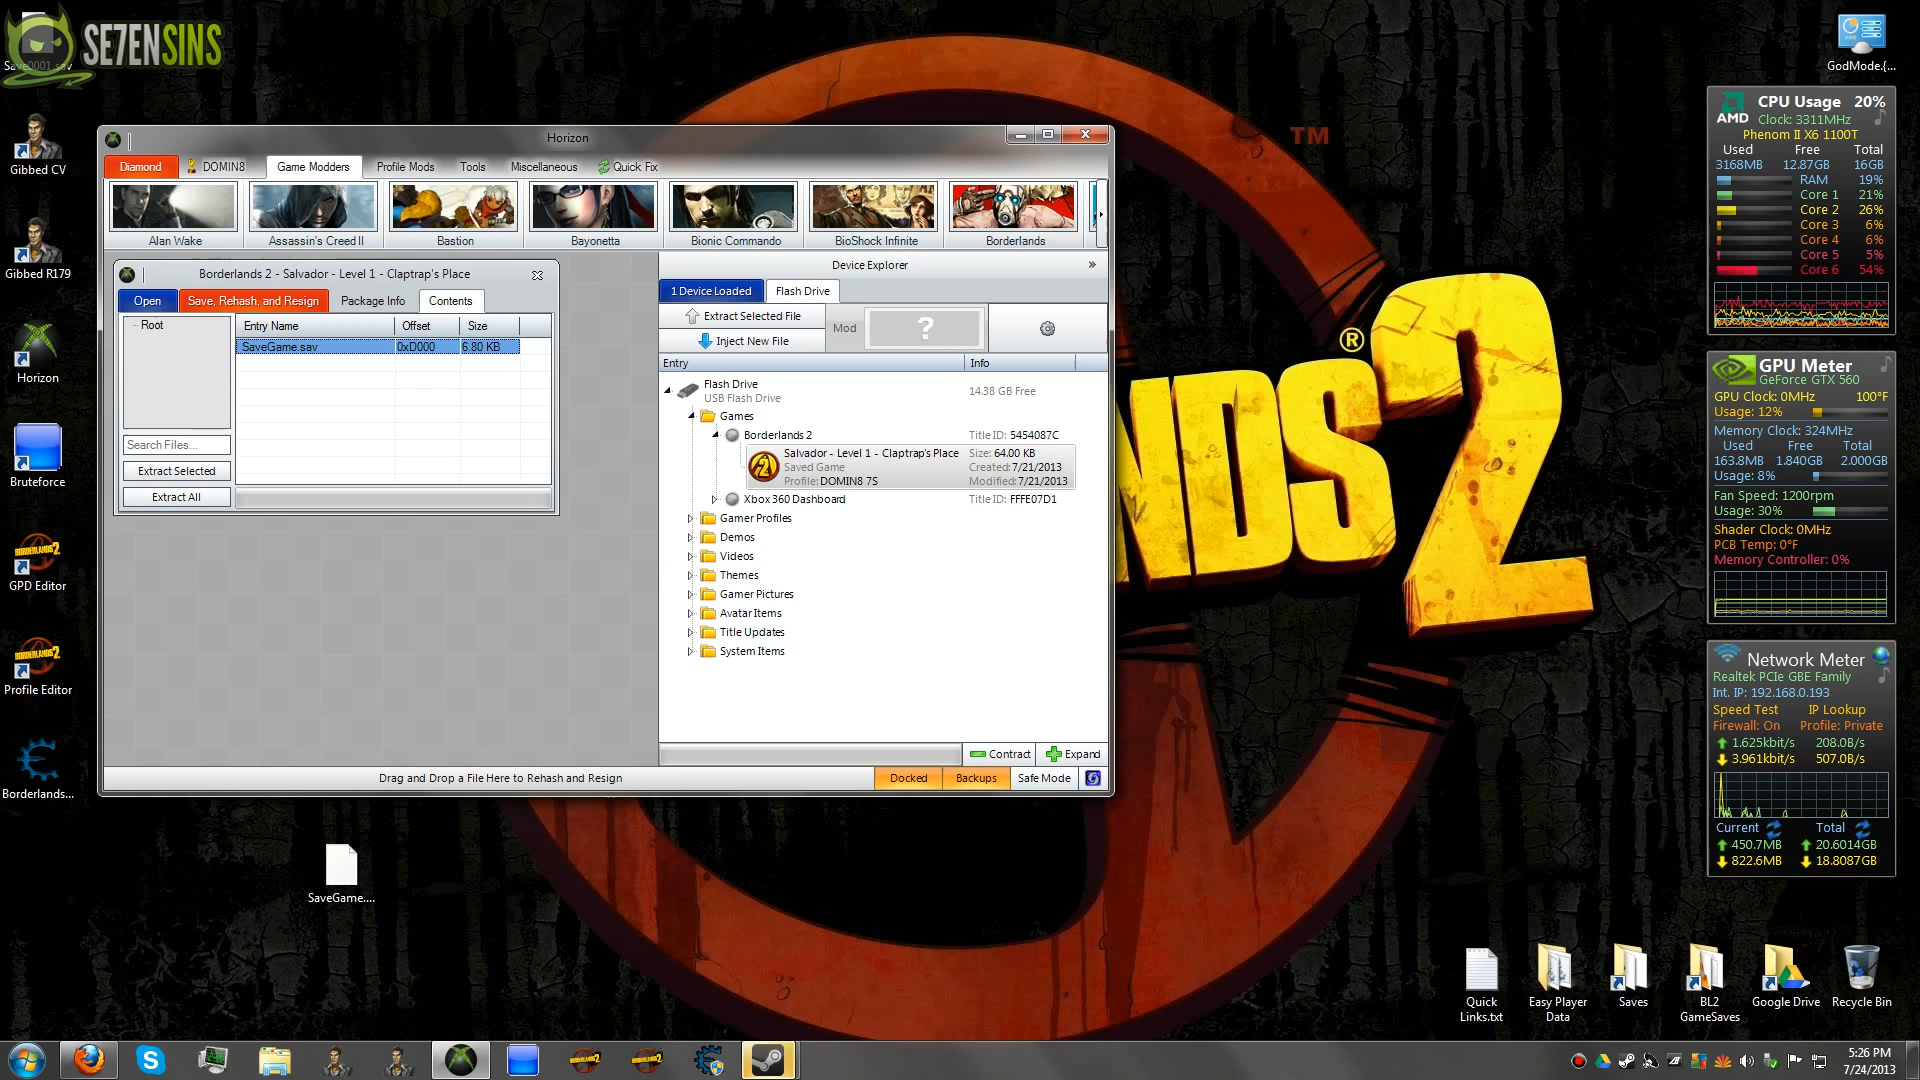 SE7ENSINS
Save0001.sav
Gibbed CV
Gibbed R179
Horizon
Bruteforce
BORDERLANDS 2
GPD Editor
BORDERLANDS 2
Profile Editor
Borderlands...
Horizon
Diamond
DOMIN8
Game Modders
Profile Mods
Tools
Miscellaneous
Quick Fix
Alan Wake
Assassin's Creed II
Bastion
Bayonetta
Bionic Commando
BioShock Infinite
Borderlands
Borderlands 2 - Salvador - Level 1 - Claptrap's Place
Open
Save, Rehash, and Resign
Package Info
Contents
Root
Entry Name Offset Size
SaveGame.sav 0xD000 6.80 KB
Search Files...
Extract Selected
Extract All
Device Explorer »
1 Device Loaded
Flash Drive
Extract Selected File
Inject New File
Mod ?
Entry Info
Flash Drive
USB Flash Drive
14.38 GB Free
Games
Borderlands 2 Title ID: 5454087C
Salvador - Level 1 - Claptrap's Place Size: 64.00 KB
Saved Game Created: 7/21/2013
Profile: DOMIN8 7S Modified: 7/21/2013
Xbox 360 Dashboard Title ID: FFFE07D1
Gamer Profiles
Demos
Videos
Themes
Gamer Pictures
Avatar Items
Title Updates
System Items
Contract
Expand
Drag and Drop a File Here to Rehash and Resign
Docked
Backups
Safe Mode
SaveGame....
TM
®
NDS 2
GodMode.{...
AMD
CPU Usage 20%
Clock: 3311MHz
Phenom II X6 1100T
Used Free Total
3168MB 12.87GB 16GB
RAM 19%
Core 1 21%
Core 2 26%
Core 3 6%
Core 4 6%
Core 5 5%
Core 6 54%
GPU Meter
GeForce GTX 560
GPU Clock: 0MHz 100°F
Usage: 12%
Memory Clock: 324MHz
Used Free Total
163.8MB 1.840GB 2.000GB
Usage: 8%
Fan Speed: 1200rpm
Usage: 30%
Shader Clock: 0MHz
PCB Temp: 0°F
Memory Controller: 0%
Network Meter
Realtek PCIe GBE Family
Int. IP: 192.168.0.193
Speed Test IP Lookup
Firewall: On Profile: Private
1.625kbit/s 208.0B/s
3.961kbit/s 507.0B/s
Current Total
450.7MB 20.6014GB
822.6MB 18.8087GB
Quick Links.txt
Easy Player Data
Saves
BL2 GameSaves
Google Drive
Recycle Bin
5:26 PM
7/24/2013